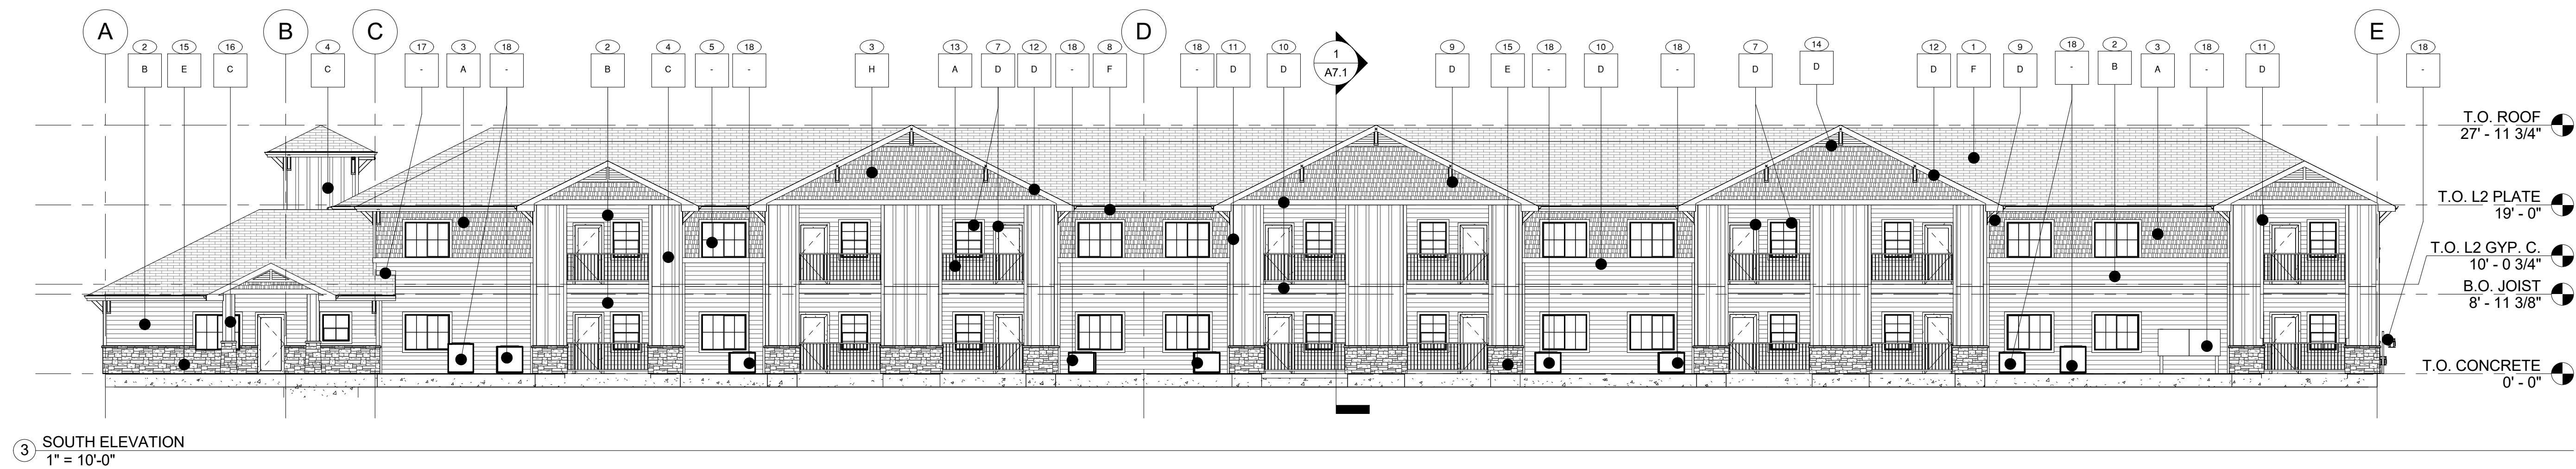 A
B
C
D
E
2
B
15
E
16
C
4
C
17
-
3
A
18
-
2
B
4
C
5
-
18
-
3
H
13
A
7
D
12
D
18
-
8
F
18
-
11
D
10
D
1
A7.1
9
D
15
E
18
-
10
D
18
-
7
D
14
D
12
D
1
F
9
D
18
-
2
B
3
A
18
-
11
D
18
-
T.O. ROOF
27' - 11 3/4"
T.O. L2 PLATE
19' - 0"
T.O. L2 GYP. C.
10' - 0 3/4"
B.O. JOIST
8' - 11 3/8"
T.O. CONCRETE
0' - 0"
3
SOUTH ELEVATION
1" = 10'-0"